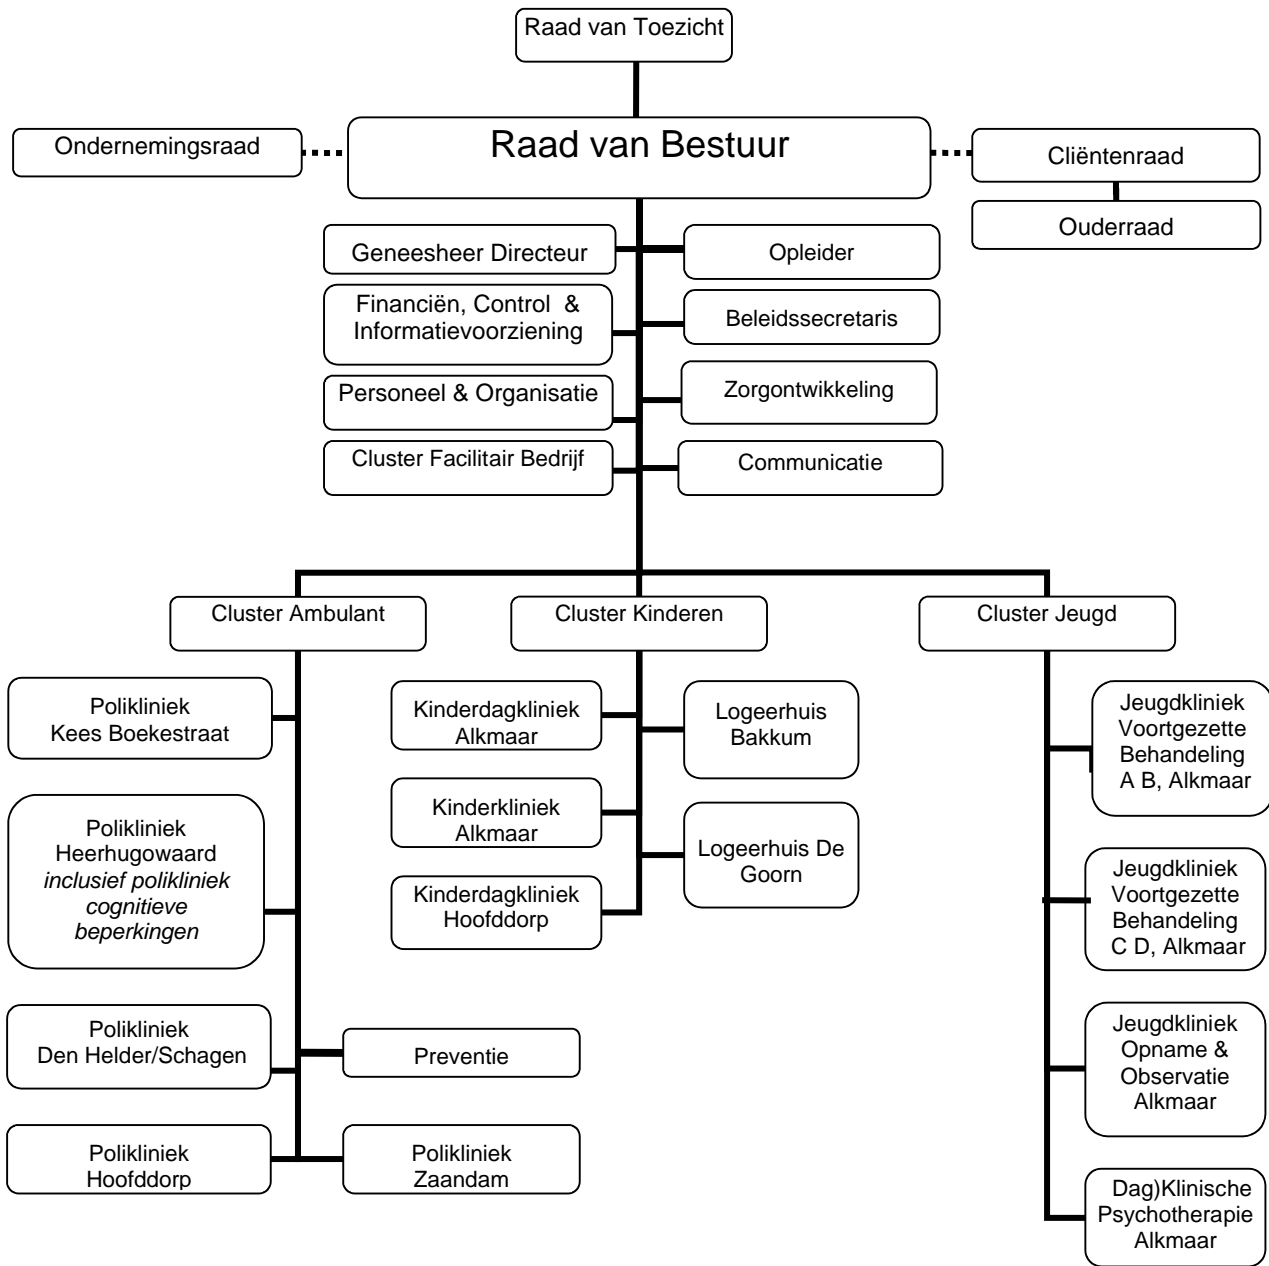 Raad van Toezicht
Ondernemingsraad
Raad van Bestuur
Cliëntenraad
Ouderraad
Geneesheer Directeur
Opleider
Financiën, Control &
Informatievoorziening
Beleidssecretaris
Personeel & Organisatie
Zorgontwikkeling
Cluster Facilitair Bedrijf
Communicatie
Cluster Ambulant
Cluster Kinderen
Cluster Jeugd
Polikliniek
Kees Boekestraat
Polikliniek
Heerhugowaard
inclusief polikliniek
cognitieve
beperkingen
Polikliniek
Den Helder/Schagen
Preventie
Polikliniek
Hoofddorp
Polikliniek
Zaandam
Kinderdagkliniek
Alkmaar
Logeerhuis
Bakkum
Kinderkliniek
Alkmaar
Logeerhuis De
Goorn
Kinderdagkliniek
Hoofddorp
Jeugdkliniek
Voortgezette
Behandeling
A B, Alkmaar
Jeugdkliniek
Voortgezette
Behandeling
C D, Alkmaar
Jeugdkliniek
Opname &
Observatie
Alkmaar
Dag)Klinische
Psychotherapie
Alkmaar